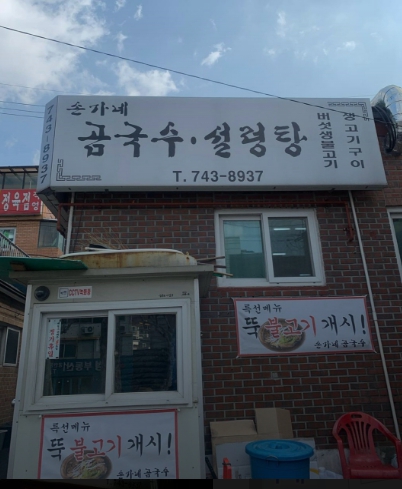 손가네
곰국수·설렁탕
T. 743-8937
버섯생불고기
생고기구이
743-8937
정육점
특선메뉴
뚝 불고기 개시!
손가네곰국수
특선메뉴
뚝 불고기 개시!
손가네곰국수